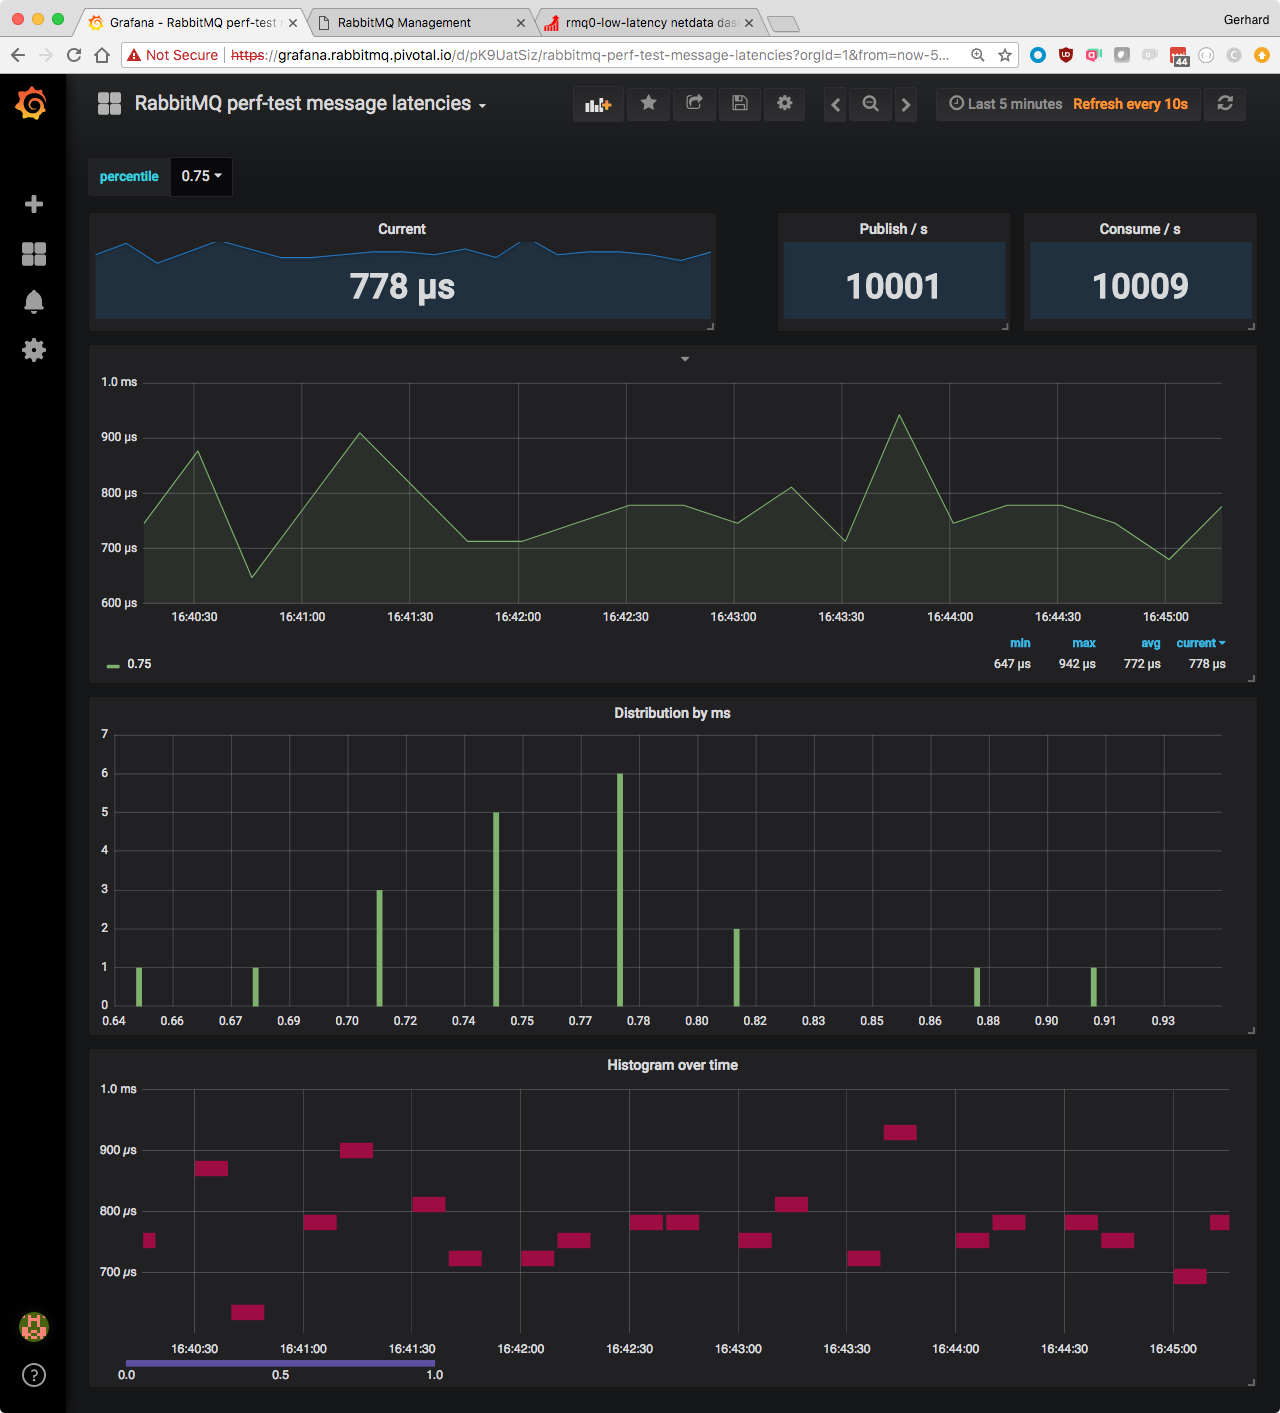 Grafana - RabbitMQ perf-test m
RabbitMQ Management
rmq0-low-latency netdata das
Gerhard
Not Secure
https://grafana.rabbitmq.pivotal.io/d/pK9UatSiz/rabbitmq-perf-test-message-latencies?orgId=1&from=now-5...
44
RabbitMQ perf-test message latencies
Last 5 minutes Refresh every 10s
percentile 0.75
Current
778 µs
Publish / s
10001
Consume / s
10009
1.0 ms
900 µs
800 µs
700 µs
600 µs
16:40:30 16:41:00 16:41:30 16:42:00 16:42:30 16:43:00 16:43:30 16:44:00 16:44:30 16:45:00
min max avg current
0.75 647 µs 942 µs 772 µs 778 µs
Distribution by ms
7
6
5
4
3
2
1
0
0.64 0.66 0.67 0.69 0.70 0.72 0.74 0.75 0.77 0.78 0.80 0.82 0.83 0.85 0.86 0.88 0.90 0.91 0.93
Histogram over time
1.0 ms
900 µs
800 µs
700 µs
16:40:30 16:41:00 16:41:30 16:42:00 16:42:30 16:43:00 16:43:30 16:44:00 16:44:30 16:45:00
0.0 0.5 1.0